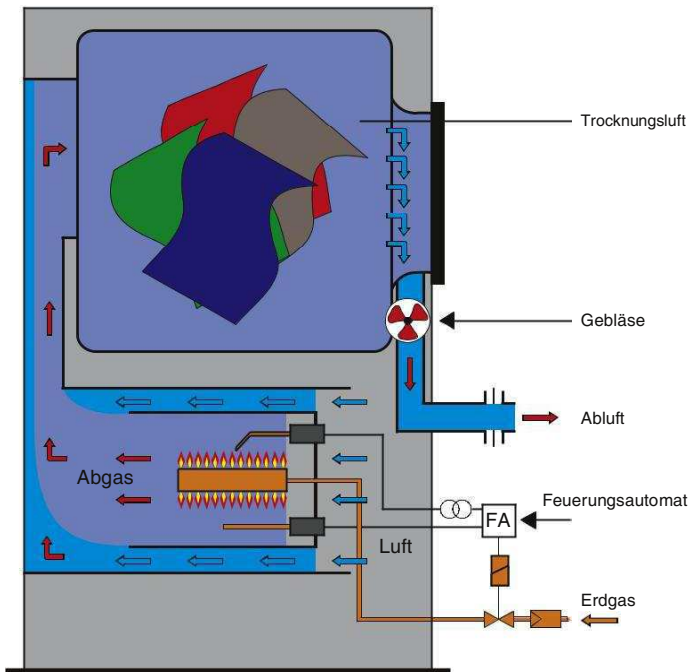 Trocknungsluft
Gebläse
Abluft
Abgas
Feuerungsautomat
FA
Luft
Erdgas